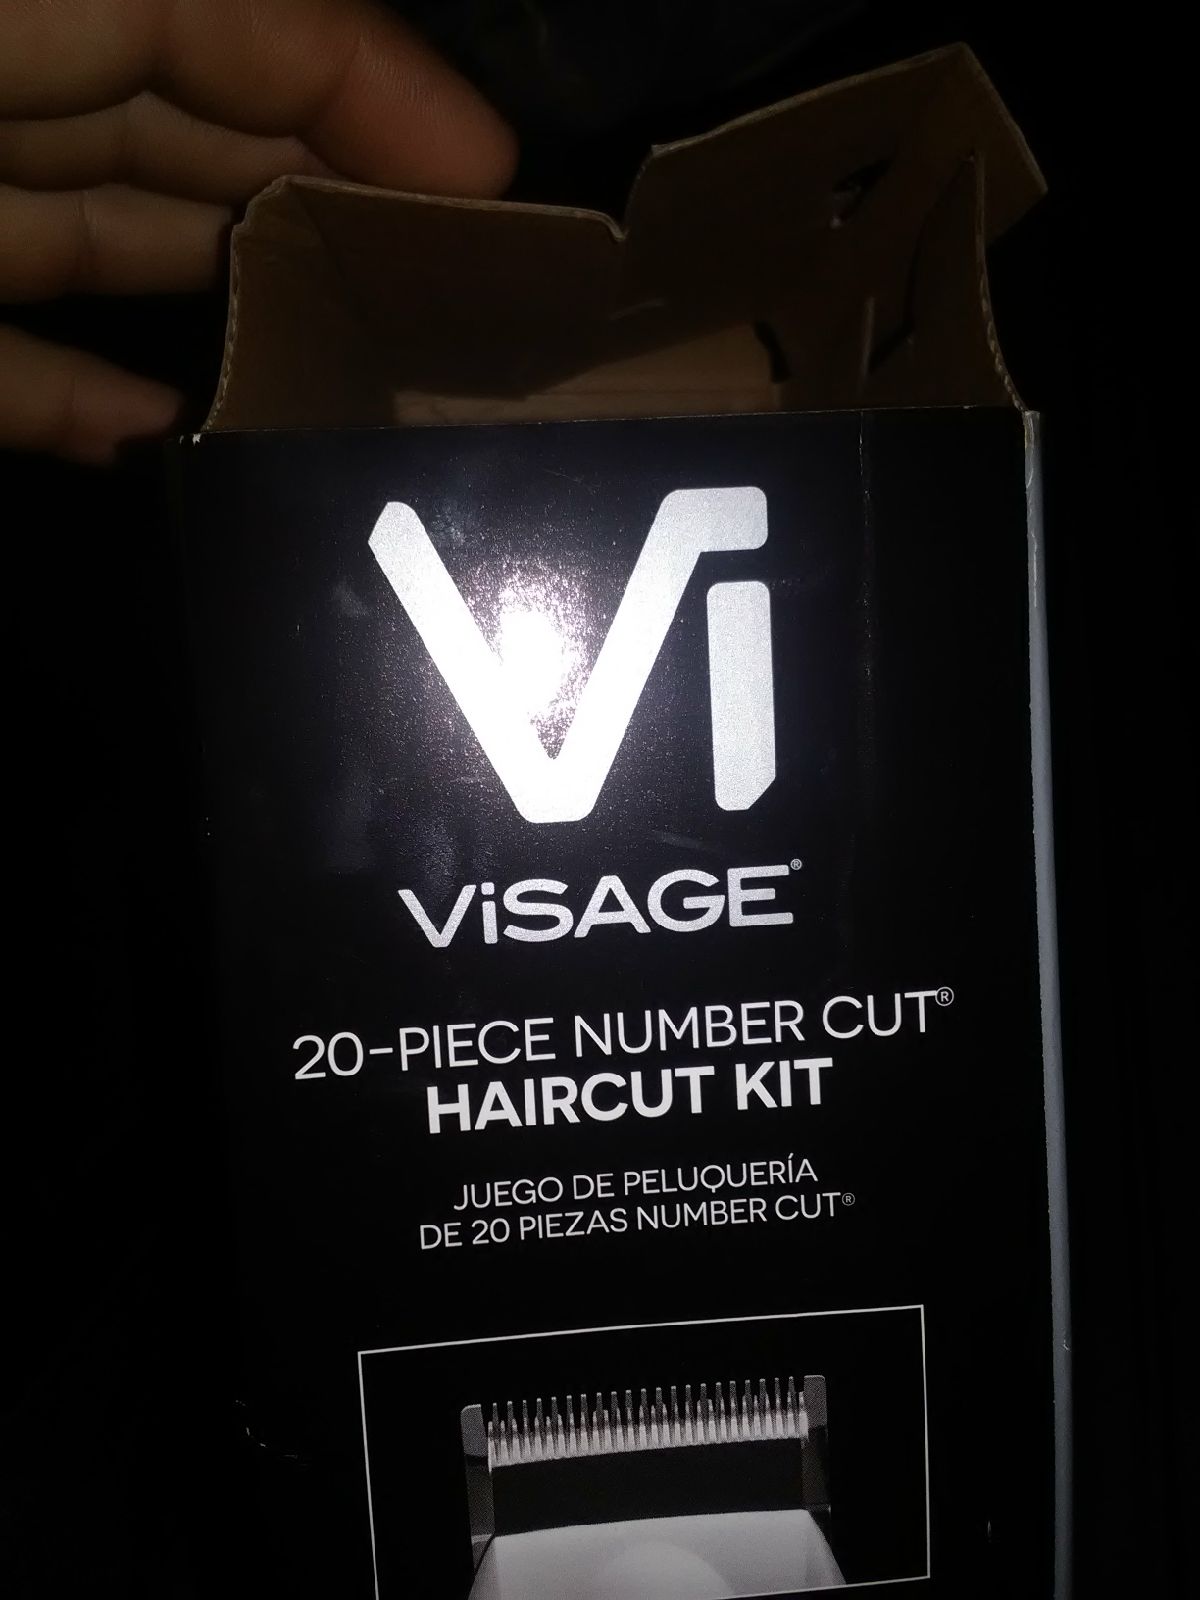 Vi
ViSAGE®
20-PIECE NUMBER CUT®
HAIRCUT KIT
JUEGO DE PELUQUERÍA
DE 20 PIEZAS NUMBER CUT®